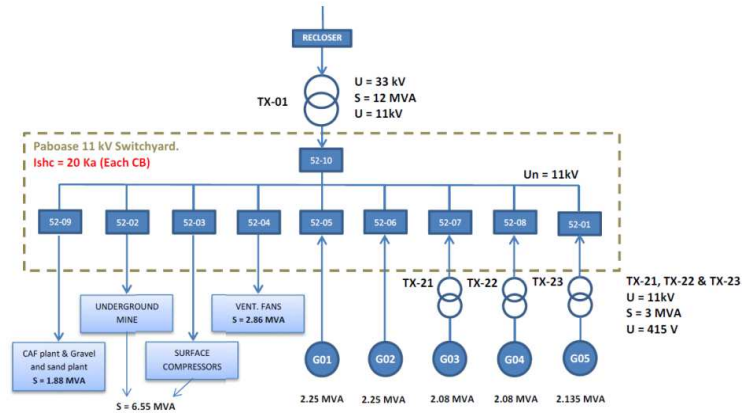 RECLOSER
TX-01
U = 33 kV
S = 12 MVA
U = 11kV
Paboase 11 kV Switchyard.
Ishc = 20 Ka (Each CB)
52-10
Un = 11kV
52-09
52-02
52-03
52-04
52-05
52-06
52-07
52-08
52-01
TX-21
TX-22
TX-23
TX-21, TX-22 & TX-23
U = 11kV
S = 3 MVA
U = 415 V
UNDERGROUND
MINE
VENT. FANS
S = 2.86 MVA
CAF plant & Gravel
and sand plant
S = 1.88 MVA
SURFACE
COMPRESSORS
G01
G02
G03
G04
G05
S = 6.55 MVA
2.25 MVA
2.25 MVA
2.08 MVA
2.08 MVA
2.135 MVA